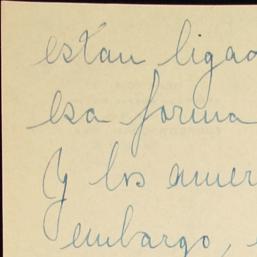 estan ligad
esa forma
Y los amer
embargo,